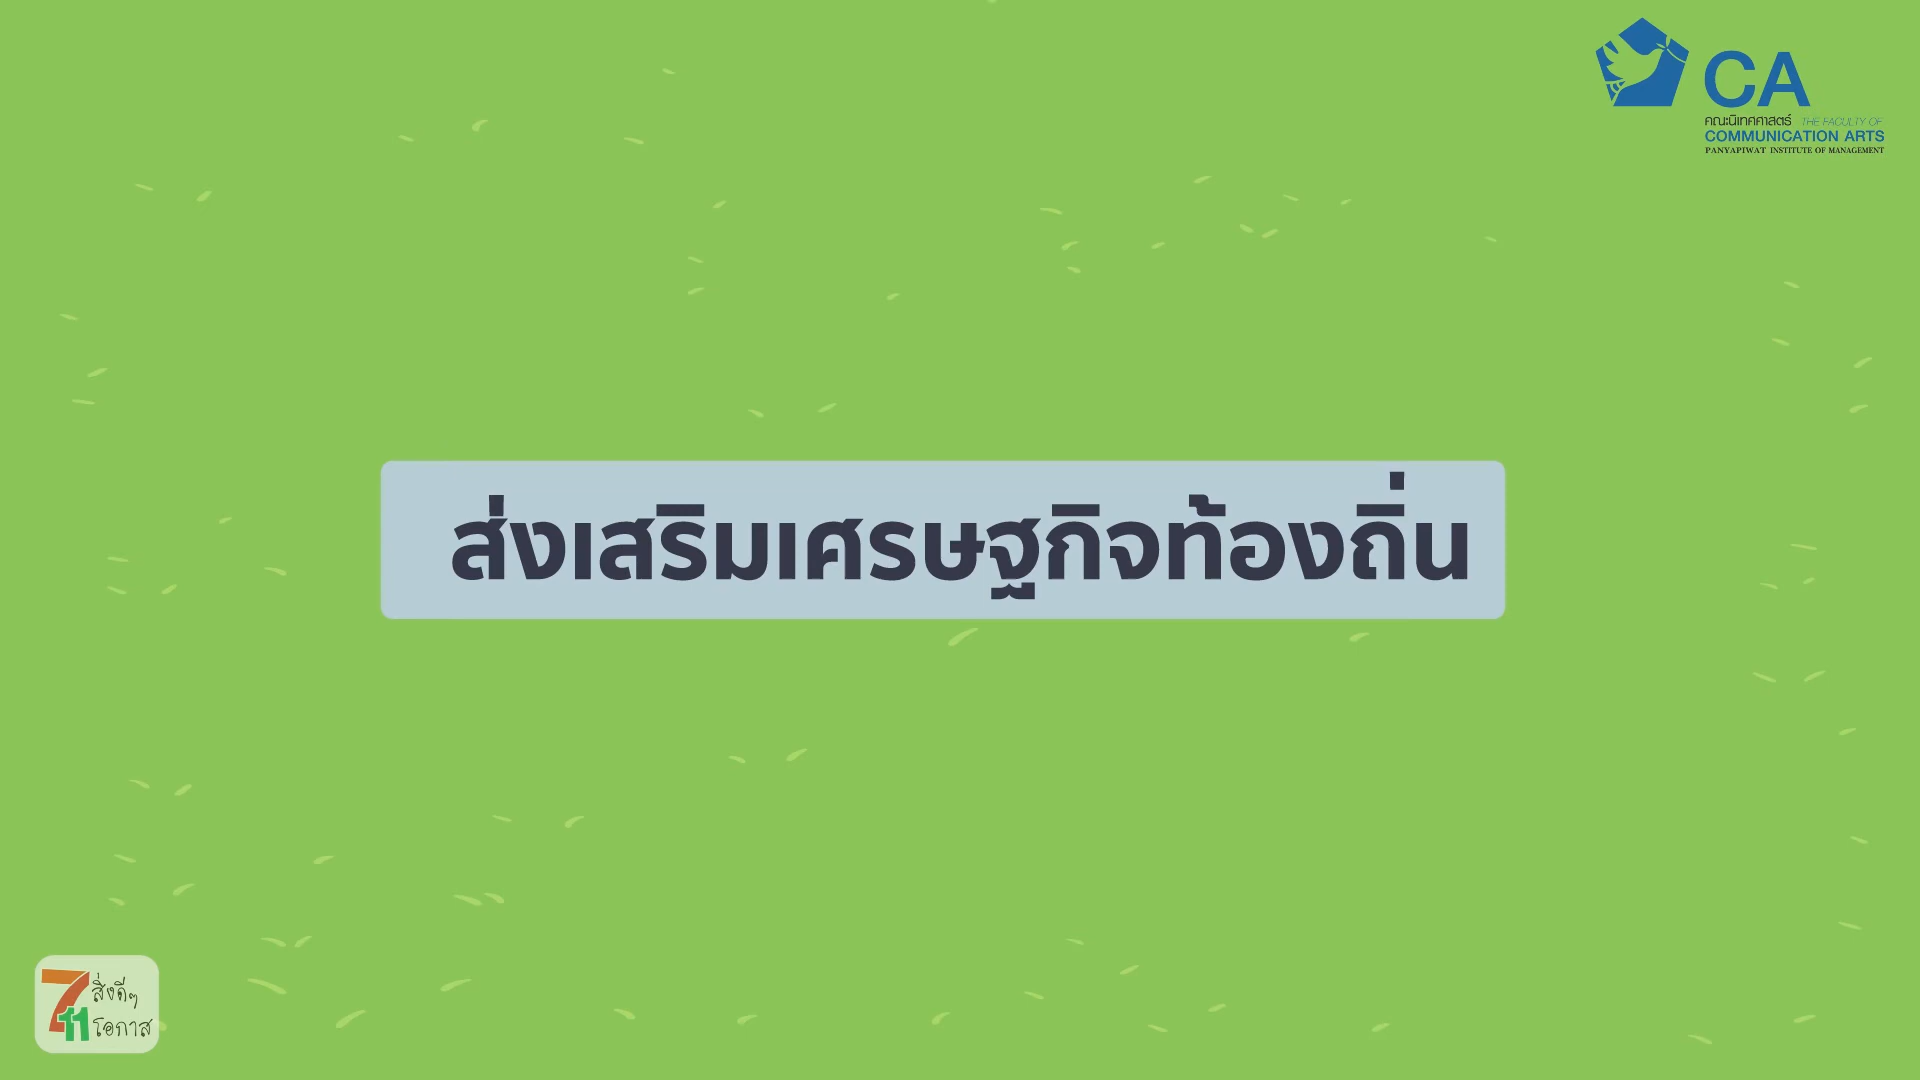 CA
คณะนิเทศศาสตร์ THE FACULTY OF
COMMUNICATION ARTS
PANYAPIWAT INSTITUTE OF MANAGEMENT
ส่งเสริมเศรษฐกิจท้องถิ่น
7 สิ่งดีๆ
11 โอกาส